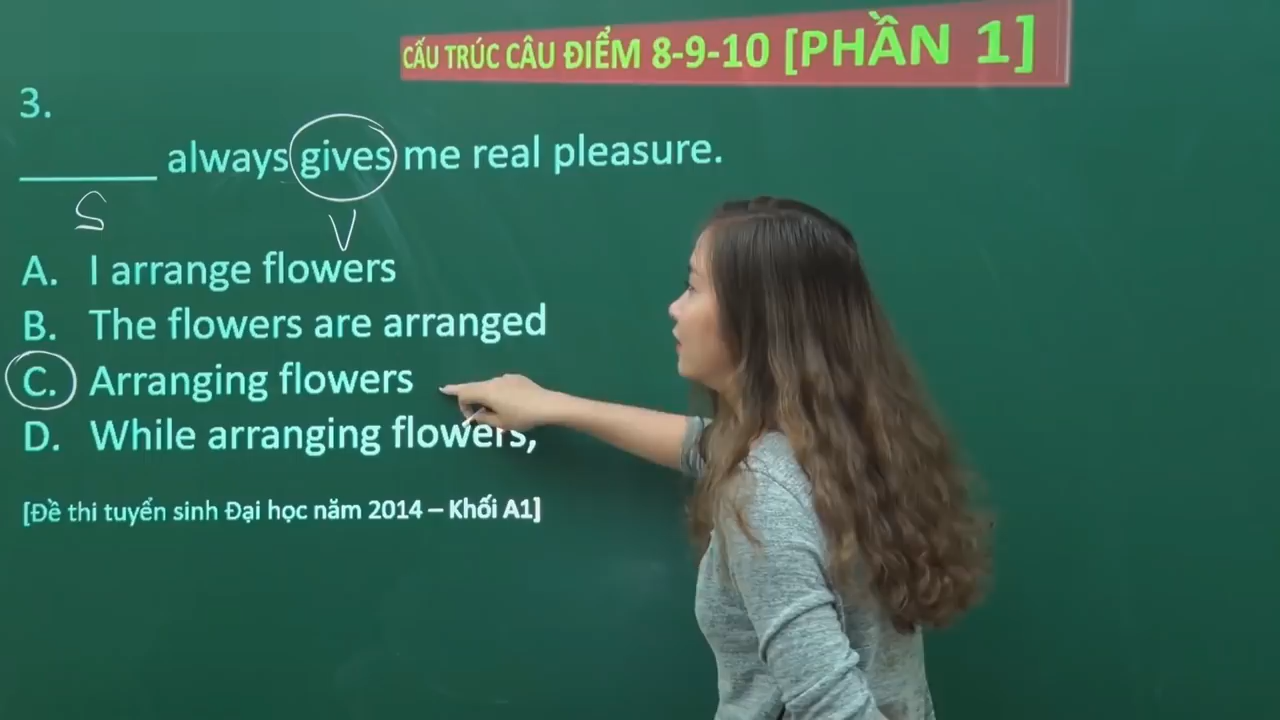 CẤU TRÚC CÂU ĐIỂM 8-9-10 [PHẦN 1]
3.
______ always gives me real pleasure.
S V
A. I arrange flowers
B. The flowers are arranged
C. Arranging flowers
D. While arranging flowers,
[Đề thi tuyển sinh Đại học năm 2014 – Khối A1]